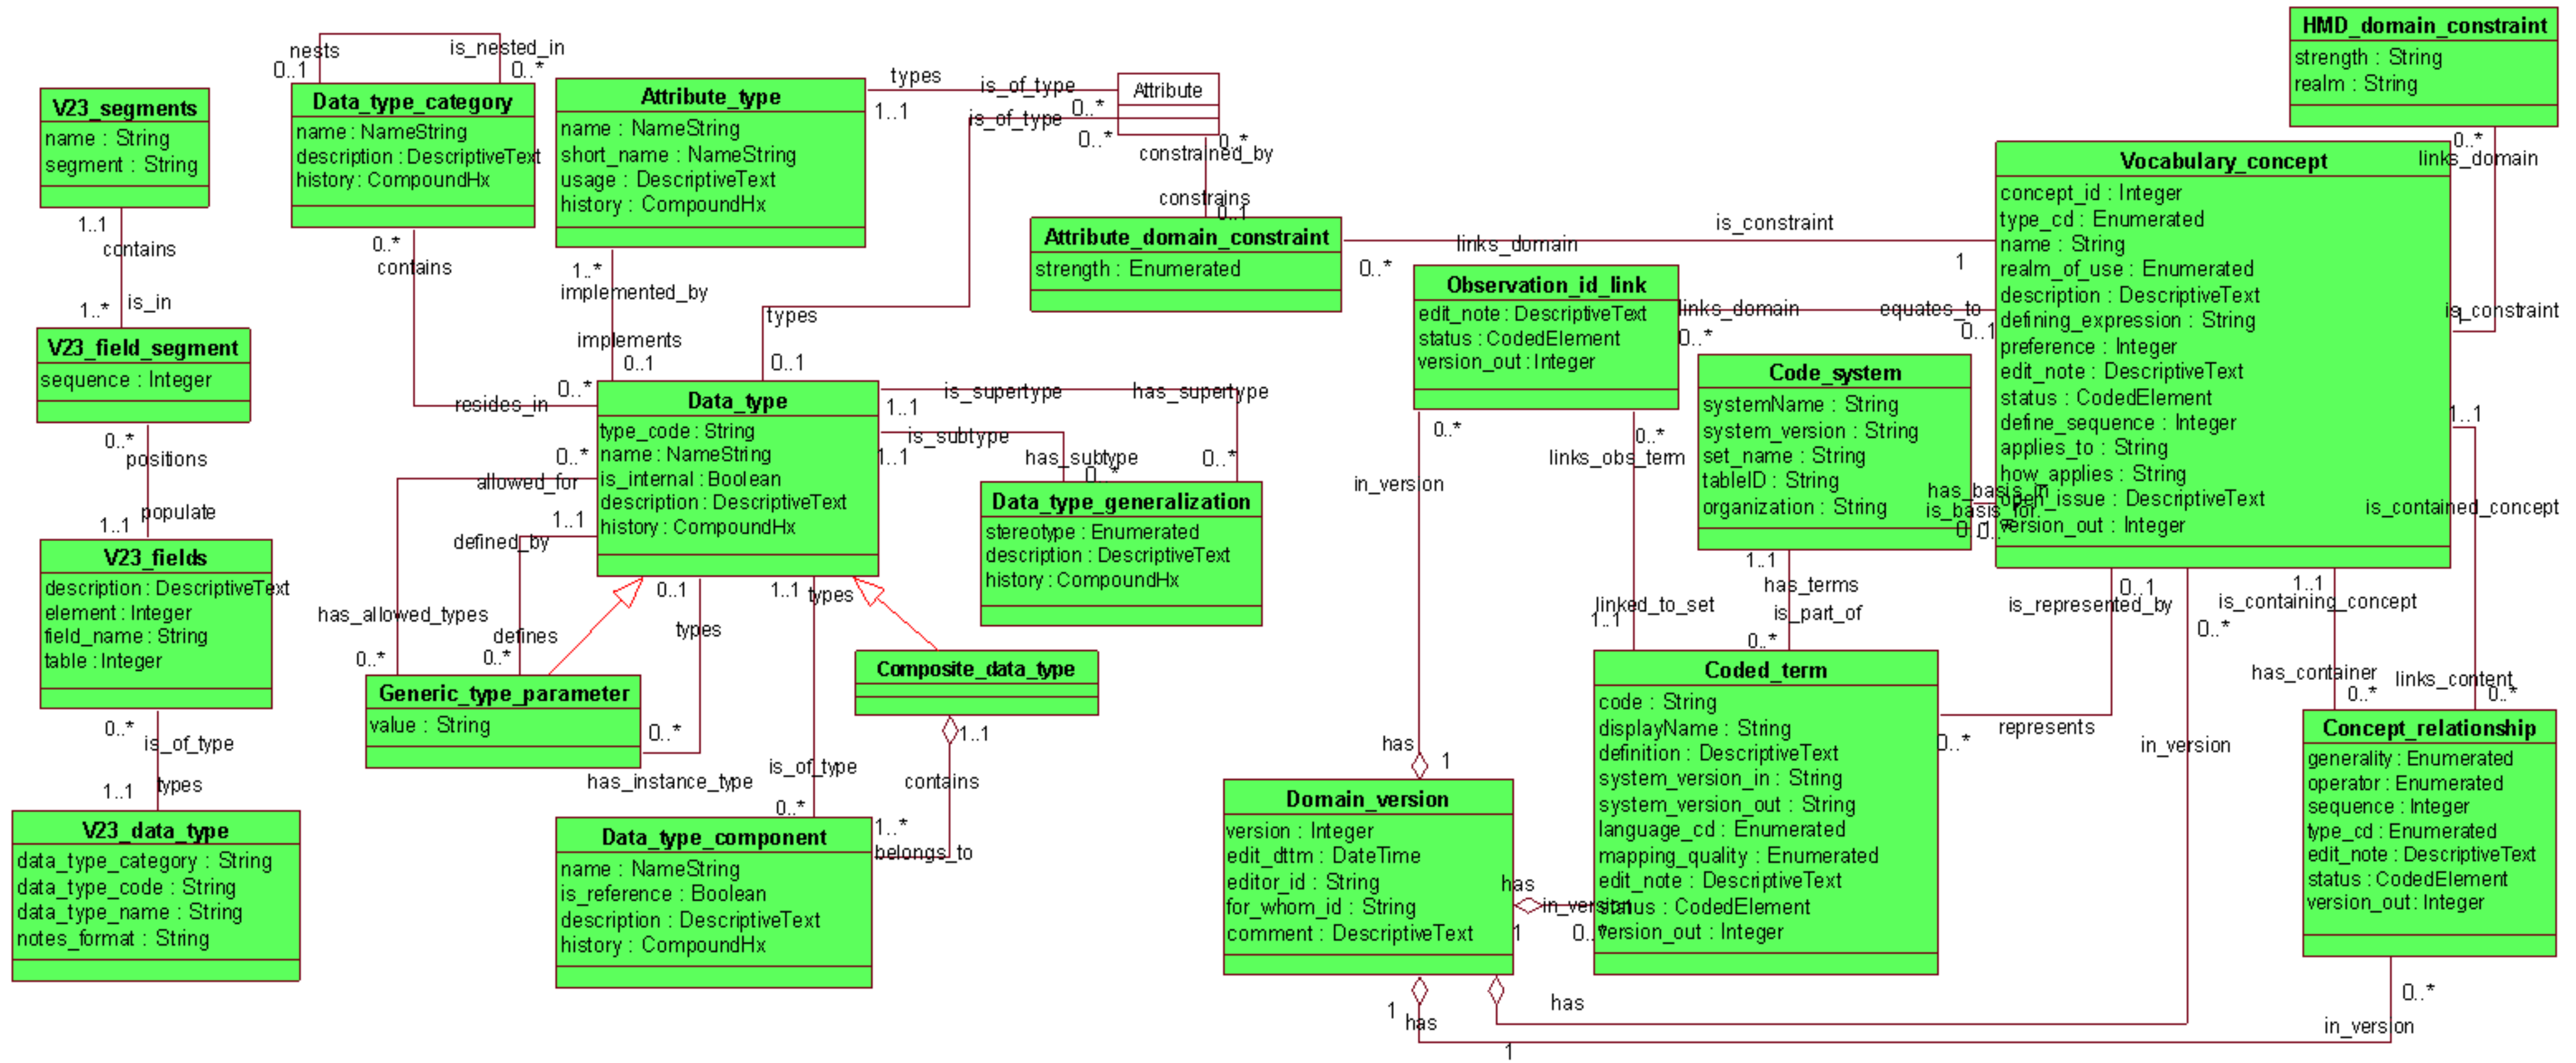 V23_segments
name : String
segment : String
1..1
contains
1..*
is_in
V23_field_segment
sequence : Integer
0..*
positions
populate
1..1
V23_fields
description : DescriptiveText
element : Integer
field_name : String
table : Integer
0..*
is_of_type
1..1
types
V23_data_type
data_type_category : String
data_type_code : String
data_type_name : String
notes_format : String
nests
0..1
is_nested_in
0..*
Data_type_category
name : NameString
description : DescriptiveText
history : CompoundHx
0..*
contains
0..*
resides_in
Attribute_type
name : NameString
short_name : NameString
usage : DescriptiveText
history : CompoundHx
types
1..1
is_of_type
0..*
is_of_type
0..*
Attribute
0..*
constrained_by
constrains
0..1
Attribute_domain_constraint
strength : Enumerated
1..*
implemented_by
implements
0..1
types
0..1
Data_type
type_code : String
name : NameString
is_internal : Boolean
description : DescriptiveText
history : CompoundHx
is_supertype
1..1
has_supertype
0..*
is_subtype
1..1
has_subtype
0..*
Data_type_generalization
stereotype : Enumerated
description : DescriptiveText
history : CompoundHx
0..*
allowed_for
1..1
defined_by
has_allowed_types
0..*
defines
0..*
0..1
types
1..1
types
Generic_type_parameter
value : String
0..*
has_instance_type
Composite_data_type
1..1
contains
is_of_type
0..*
1..*
belongs_to
Data_type_component
name : NameString
is_reference : Boolean
description : DescriptiveText
history : CompoundHx
links_domain
0..*
is_constraint
1
Observation_id_link
edit_note : DescriptiveText
status : CodedElement
version_out : Integer
links_domain
0..*
equates_to
0..1
0..*
in_version
0..*
links_obs_term
linked_to_set
1..1
Code_system
systemName : String
system_version : String
set_name : String
tableID : String
organization : String
has_basis_in
is_basis_for
1..1
has_terms
is_part_of
0..*
Coded_term
code : String
displayName : String
definition : DescriptiveText
system_version_in : String
system_version_out : String
language_cd : Enumerated
mapping_quality : Enumerated
edit_note : DescriptiveText
status : CodedElement
version_out : Integer
has
1
Domain_version
version : Integer
edit_dttm : DateTime
editor_id : String
for_whom_id : String
comment : DescriptiveText
has
1
in_version
0..*
1
has
has
1
HMD_domain_constraint
strength : String
realm : String
0..*
links_domain
is_constraint
Vocabulary_concept
concept_id : Integer
type_cd : Enumerated
name : String
realm_of_use : Enumerated
description : DescriptiveText
defining_expression : String
preference : Integer
edit_note : DescriptiveText
status : CodedElement
define_sequence : Integer
applies_to : String
how_applies : String
open_issue : DescriptiveText
version_out : Integer
1..1
is_contained_concept
0..1
is_represented_by
represents
0..*
0..*
in_version
1..1
is_containing_concept
has_container
0..*
links_content
0..*
Concept_relationship
generality : Enumerated
operator : Enumerated
sequence : Integer
type_cd : Enumerated
edit_note : DescriptiveText
status : CodedElement
version_out : Integer
0..*
in_version